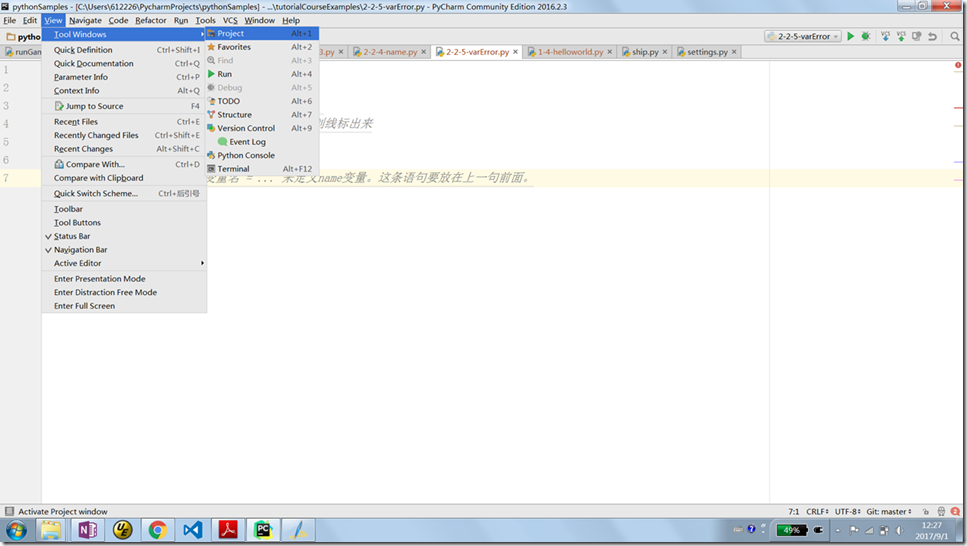 pythonSamples - [C:\Users\612226\PycharmProjects\pythonSamples] - ...\tutorialCourseExamples\2-2-5-varError.py - PyCharm Community Edition 2016.2.3
File Edit View Navigate Code Refactor Run Tools VCS Window Help
pytho
2-2-5-varError
runGan
3.py
2-2-4-name.py
2-2-5-varError.py
1-4-helloworld.py
ship.py
settings.py
Tool Windows
Quick Definition Ctrl+Shift+I
Quick Documentation Ctrl+Q
Parameter Info Ctrl+P
Context Info Alt+Q
Jump to Source F4
Recent Files Ctrl+E
Recently Changed Files Ctrl+Shift+E
Recent Changes Alt+Shift+C
Compare With... Ctrl+D
Compare with Clipboard
Quick Switch Scheme... Ctrl+后引号
Toolbar
Tool Buttons
Status Bar
Navigation Bar
Active Editor
Enter Presentation Mode
Enter Distraction Free Mode
Enter Full Screen
Project Alt+1
Favorites Alt+2
Find Alt+3
Run Alt+4
Debug Alt+5
TODO Alt+6
Structure Alt+7
Version Control Alt+9
Event Log
Python Console
Terminal Alt+F12
1
2
3
4 线标出来
5
6
7 变量名 = ... 来定义name变量。这条语句要放在上一句前面。
Activate Project window
7:1 CRLF UTF-8 Git: master
49%
12:27
2017/9/1